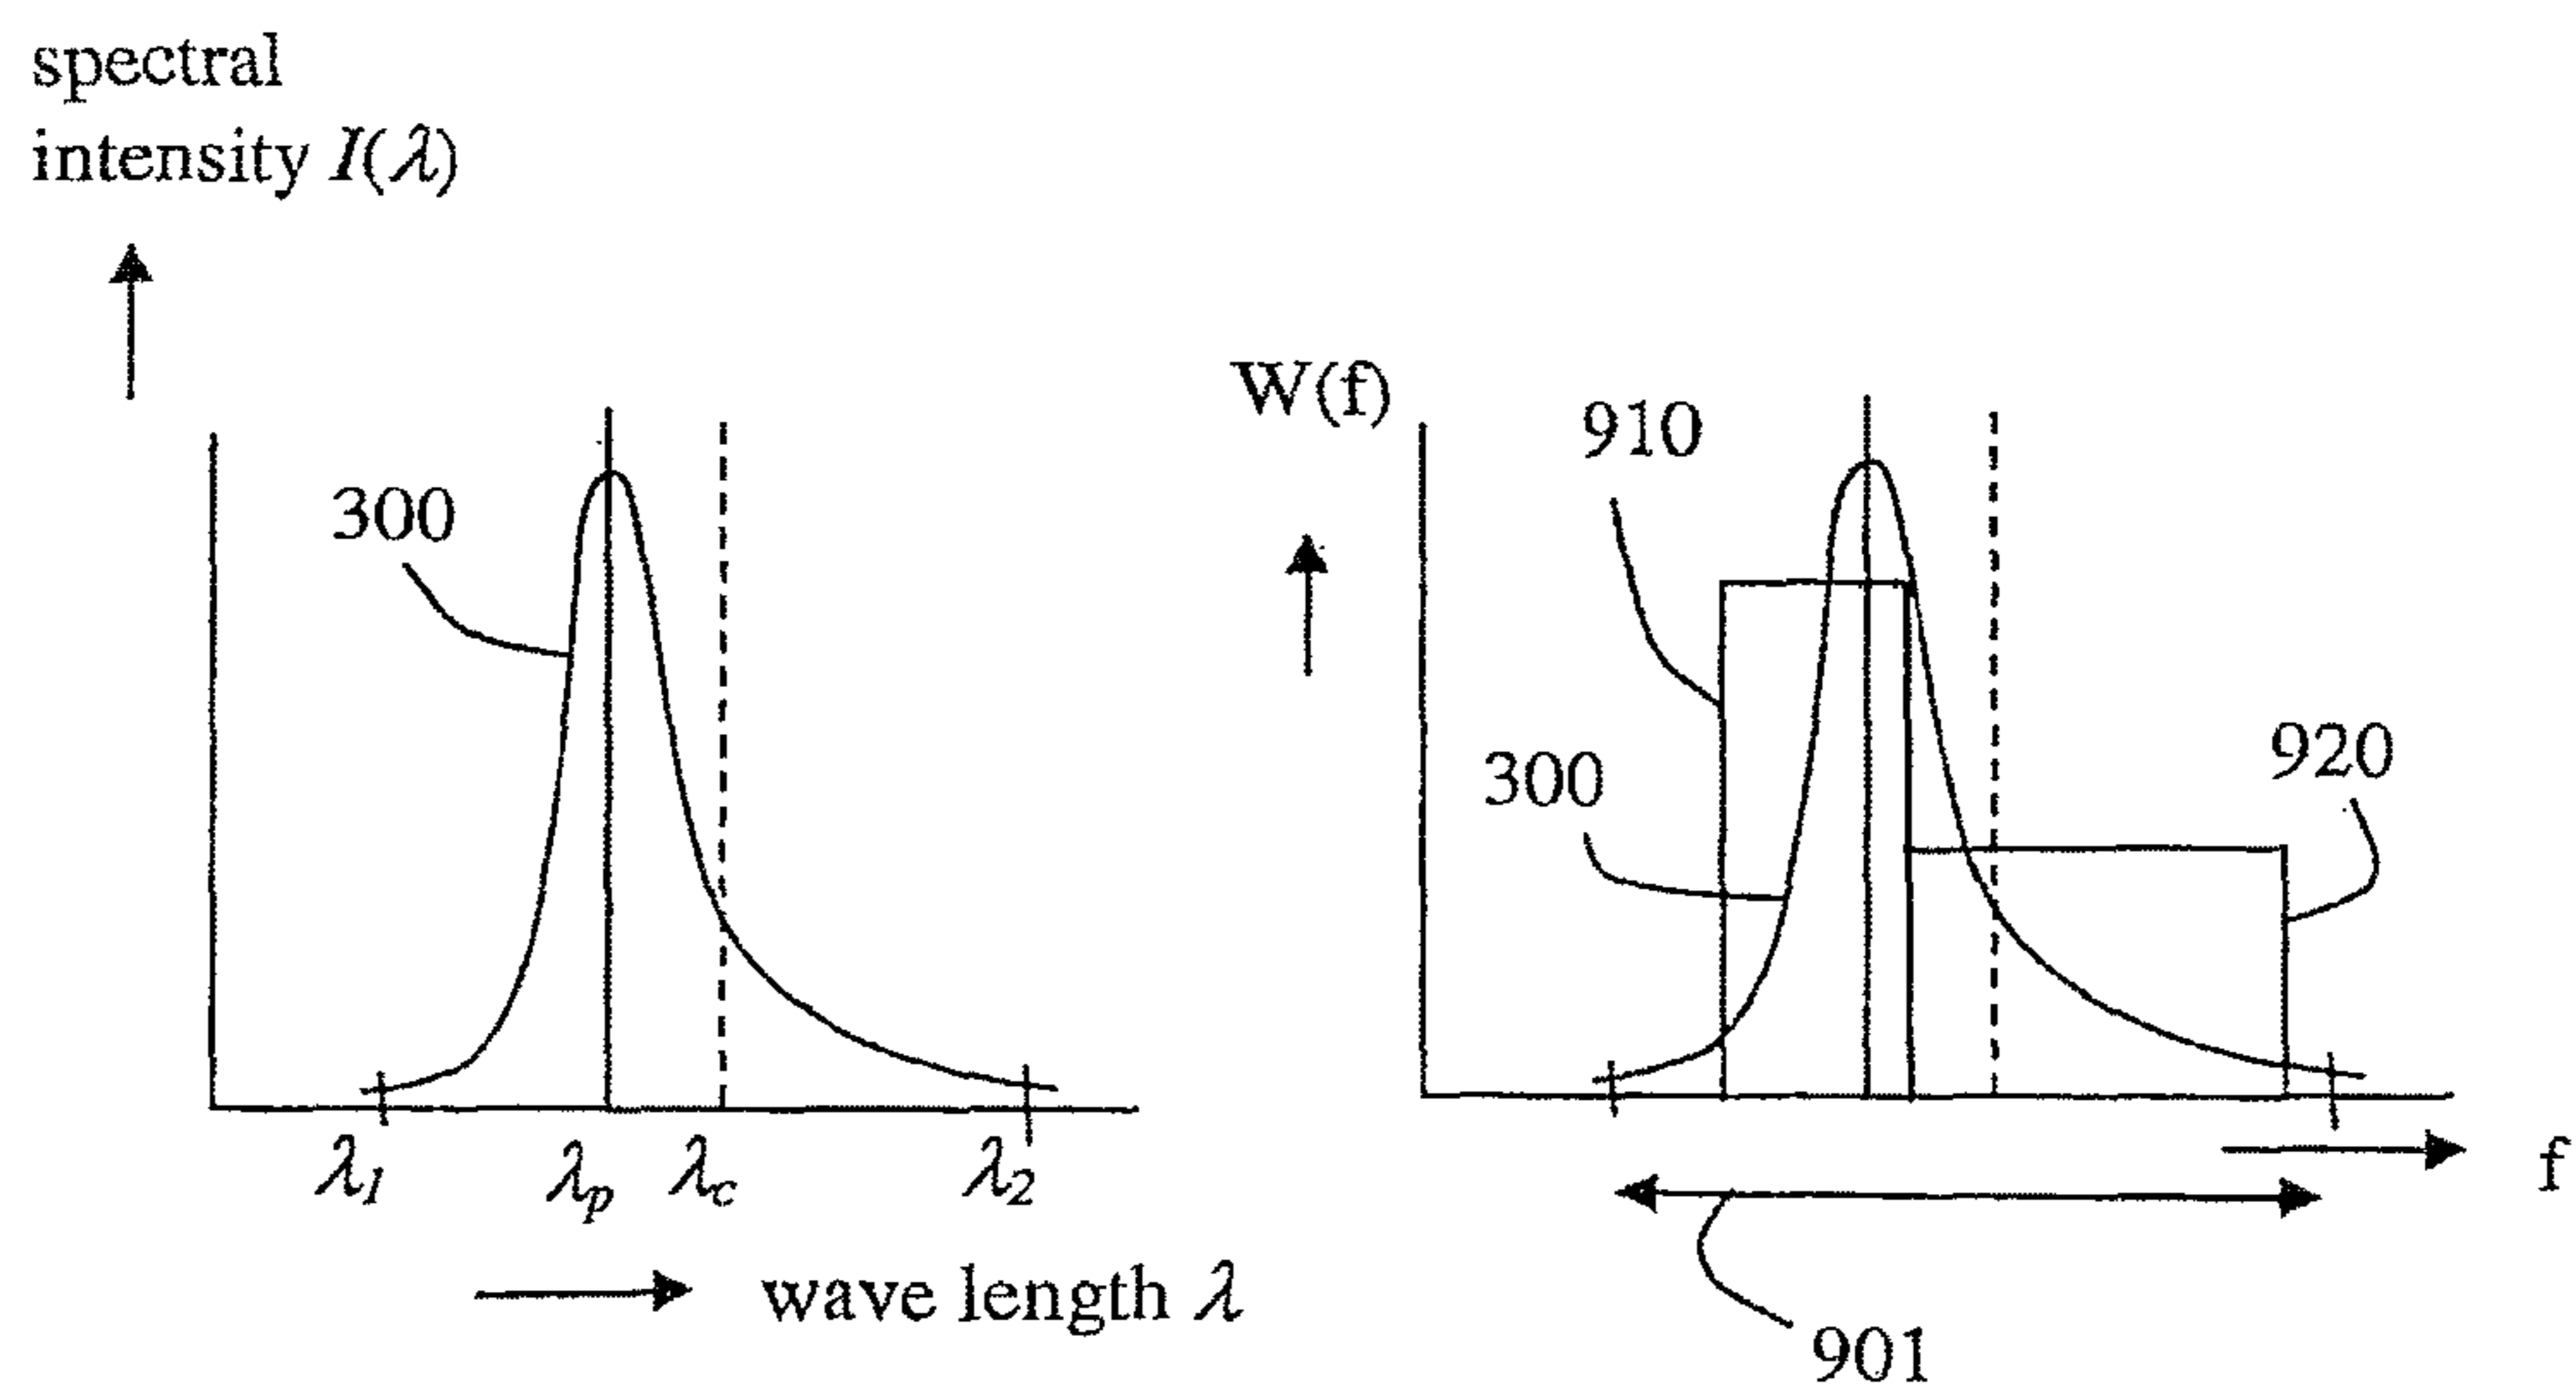 spectral
intensity I(λ)
300
λ1 λp λc λ2
wave length λ
W(f)
910
300
920
f
901